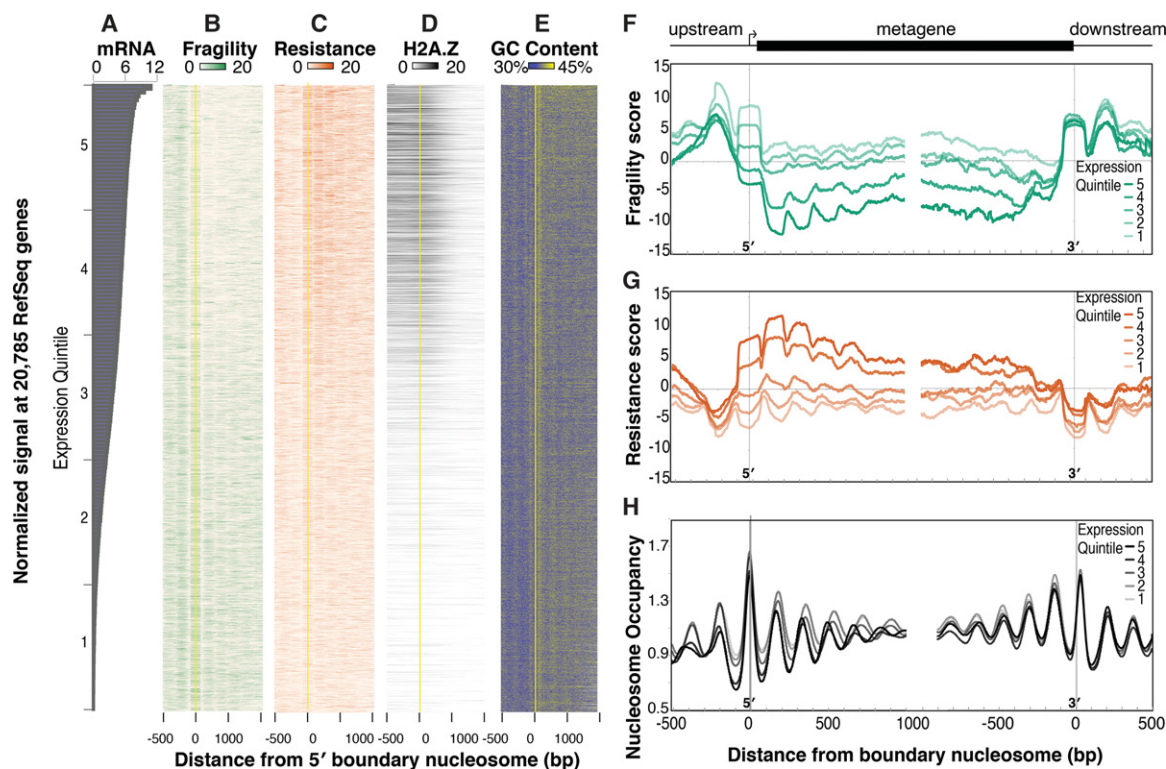 A B C D E
mRNA Fragility Resistance H2A.Z GC Content
0 6 12 0 20 0 20 0 20 30% 45%
Normalized signal at 20,785 RefSeq genes
Expression Quintile
5
4
3
2
1
-500 0 1000 -500 0 1000 -500 0 1000 -500 0 1000
Distance from 5′ boundary nucleosome (bp)
F
upstream metagene downstream
Fragility score
15
10
5
0
-5
-10
-15
5′ 3′
Expression
Quintile
5
4
3
2
1
G
Resistance score
15
10
5
0
-5
-10
-15
5′ 3′
Expression
Quintile
5
4
3
2
1
H
Nucleosome Occupancy
1.7
1.3
0.9
0.5
5′ 3′
Expression
Quintile
5
4
3
2
1
-500 0 500 1000 -500 0 500
Distance from boundary nucleosome (bp)